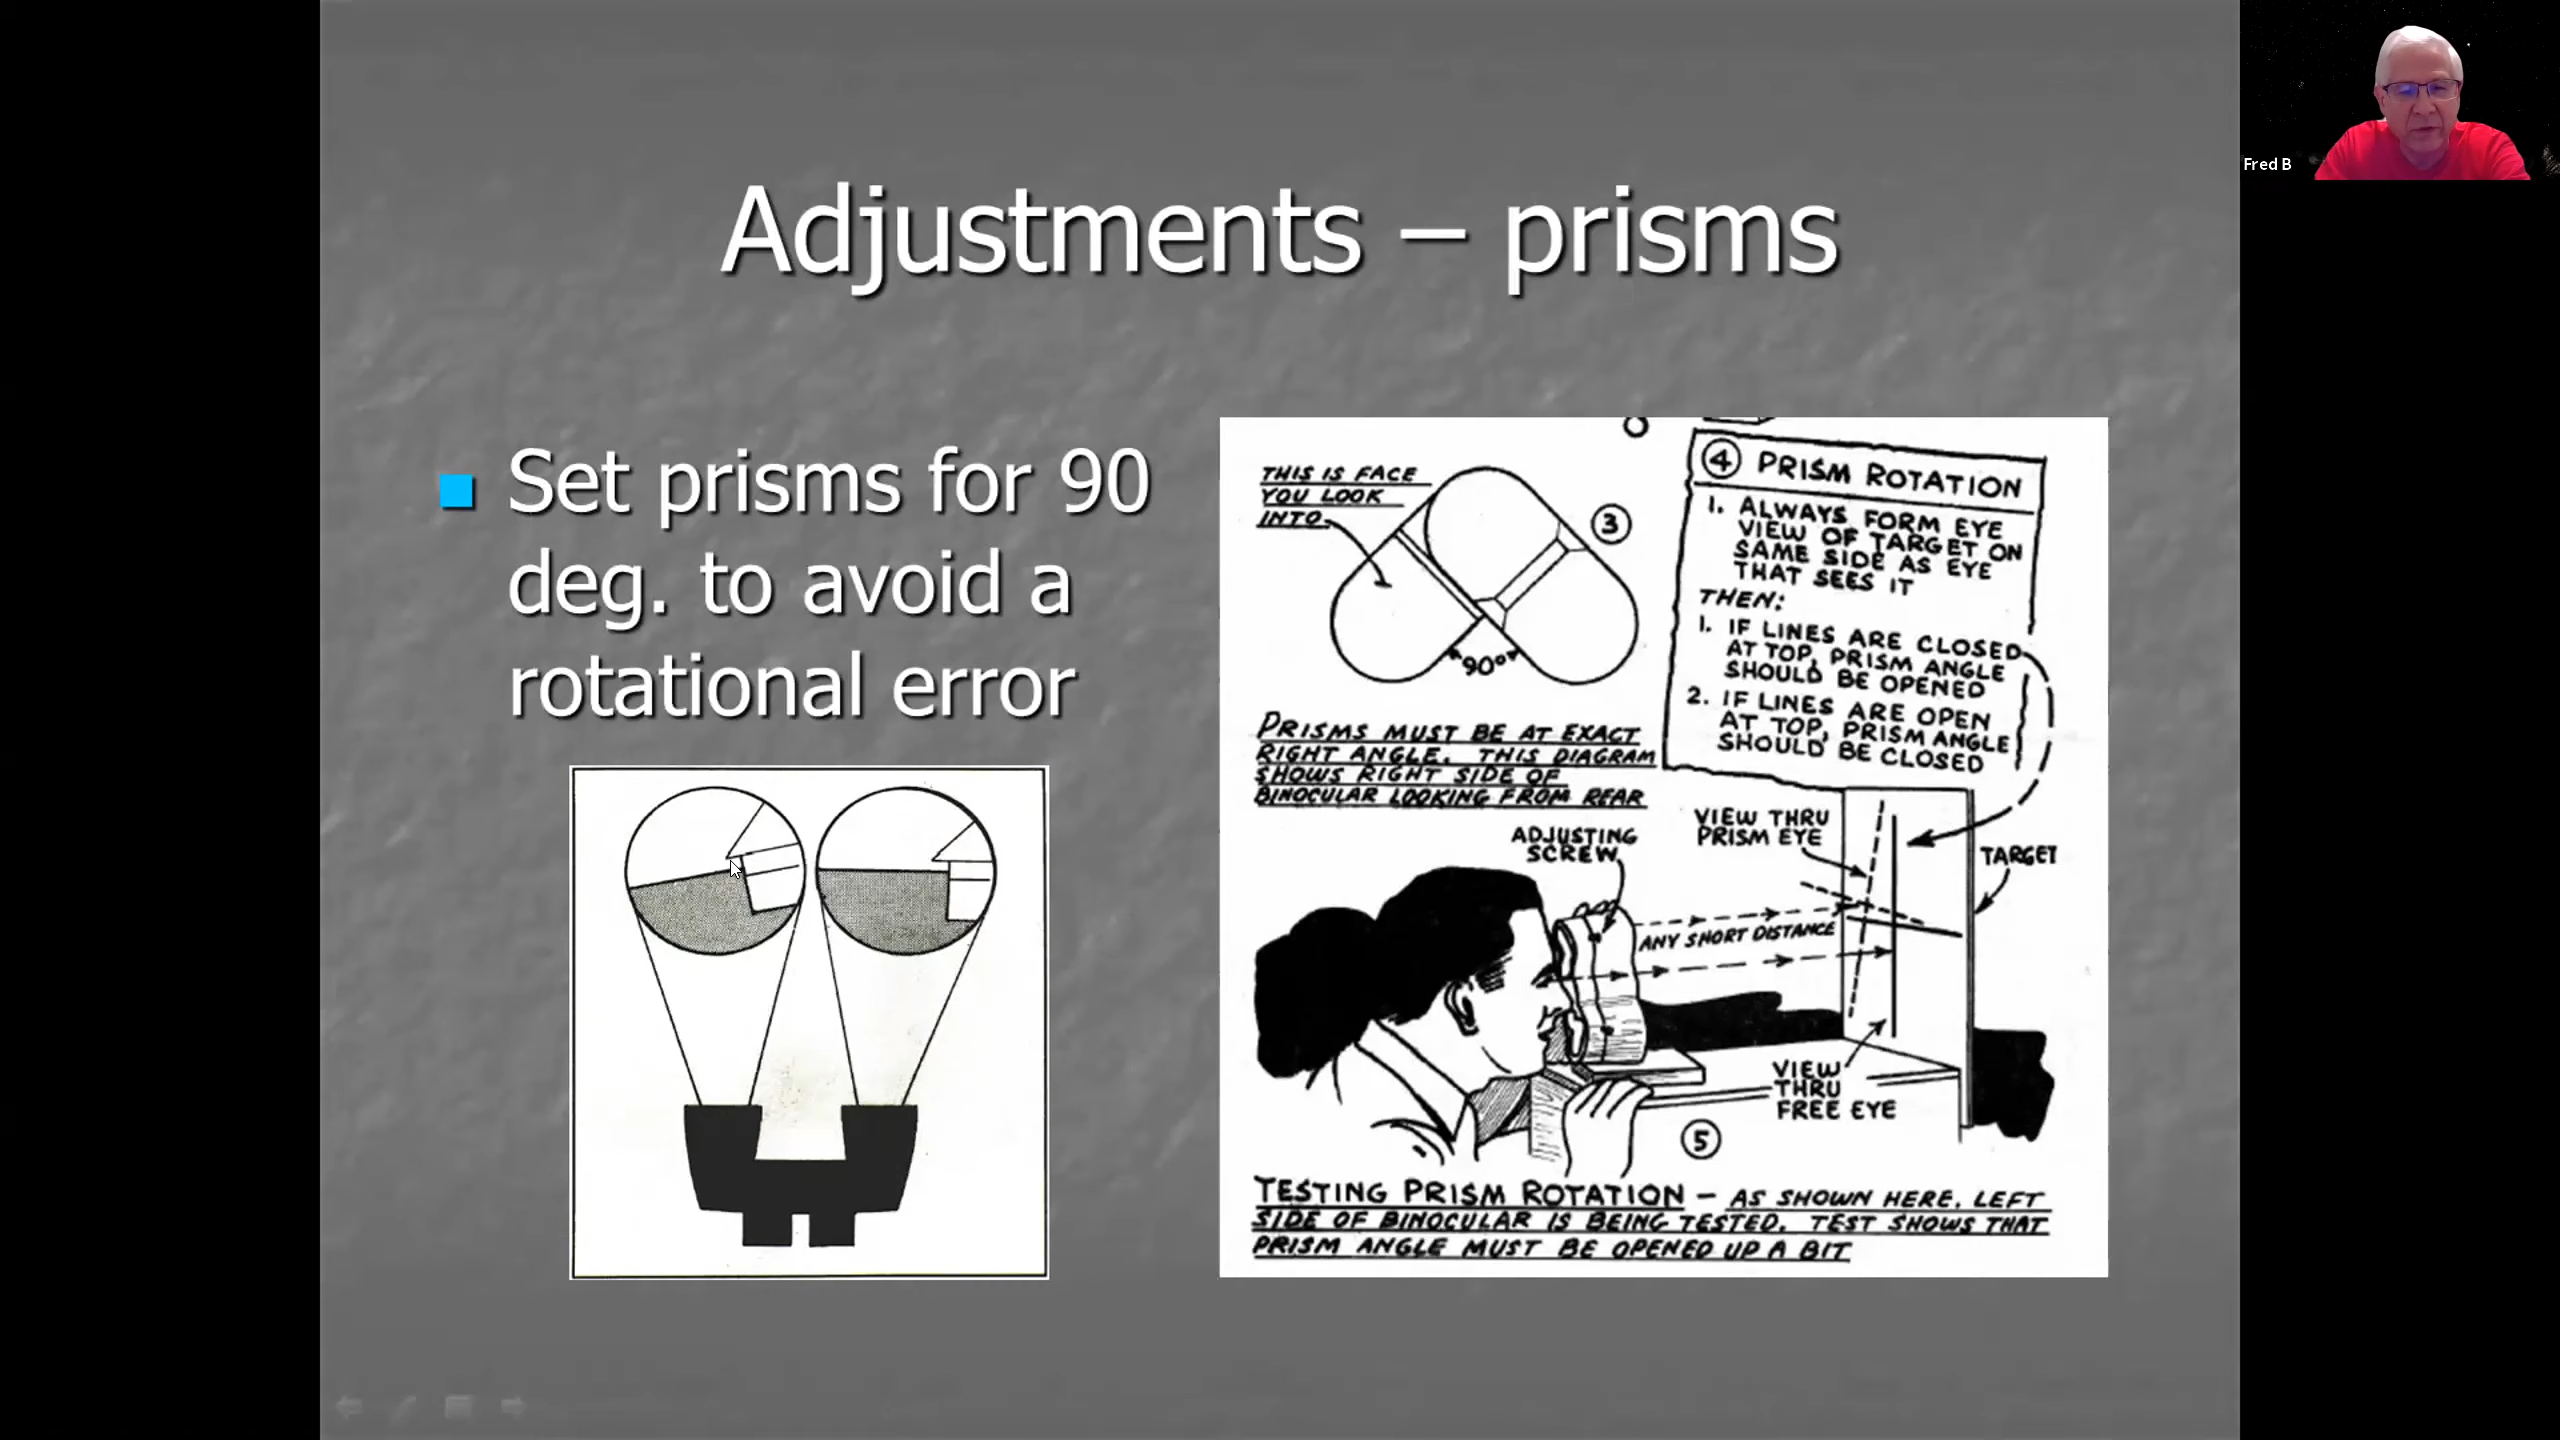 Fred B
Adjustments – prisms
Set prisms for 90
deg. to avoid a
rotational error
THIS IS FACE
YOU LOOK
INTO
3
90°
PRISMS MUST BE AT EXACT
RIGHT ANGLE. THIS DIAGRAM
SHOWS RIGHT SIDE OF
BINOCULAR LOOKING FROM REAR
4 PRISM ROTATION
1. ALWAYS FORM EYE
VIEW OF TARGET ON
SAME SIDE AS EYE
THAT SEES IT
THEN:
1. IF LINES ARE CLOSED
AT TOP, PRISM ANGLE
SHOULD BE OPENED
2. IF LINES ARE OPEN
AT TOP, PRISM ANGLE
SHOULD BE CLOSED
ADJUSTING
SCREW
VIEW THRU
PRISM EYE
TARGET
ANY SHORT DISTANCE
VIEW
THRU
FREE EYE
5
TESTING PRISM ROTATION – AS SHOWN HERE, LEFT
SIDE OF BINOCULAR IS BEING TESTED. TEST SHOWS THAT
PRISM ANGLE MUST BE OPENED UP A BIT